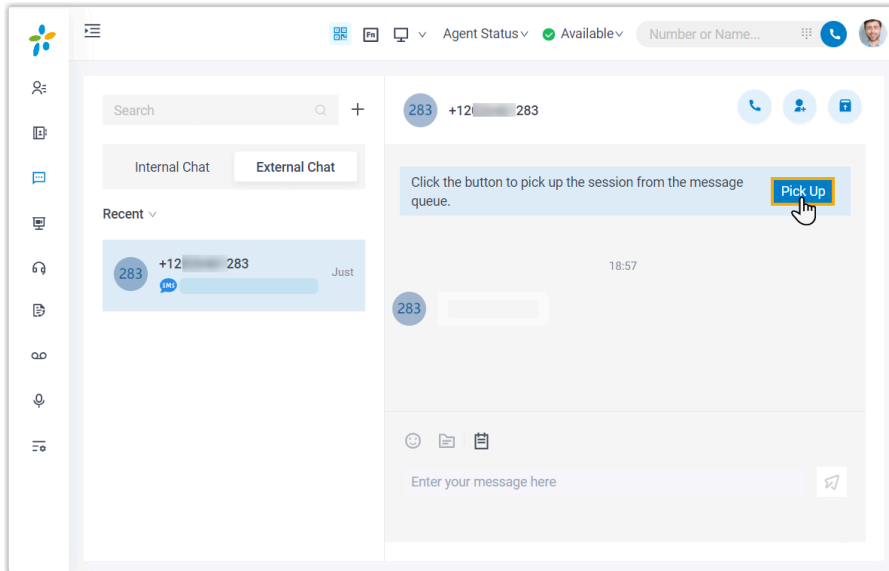 Fn
Agent Status
Available
Number or Name...
Search
283
+12 283
Internal Chat
External Chat
Click the button to pick up the session from the message
queue.
Pick Up
Recent
283
+12 283
SMS
Just
18:57
283
Enter your message here